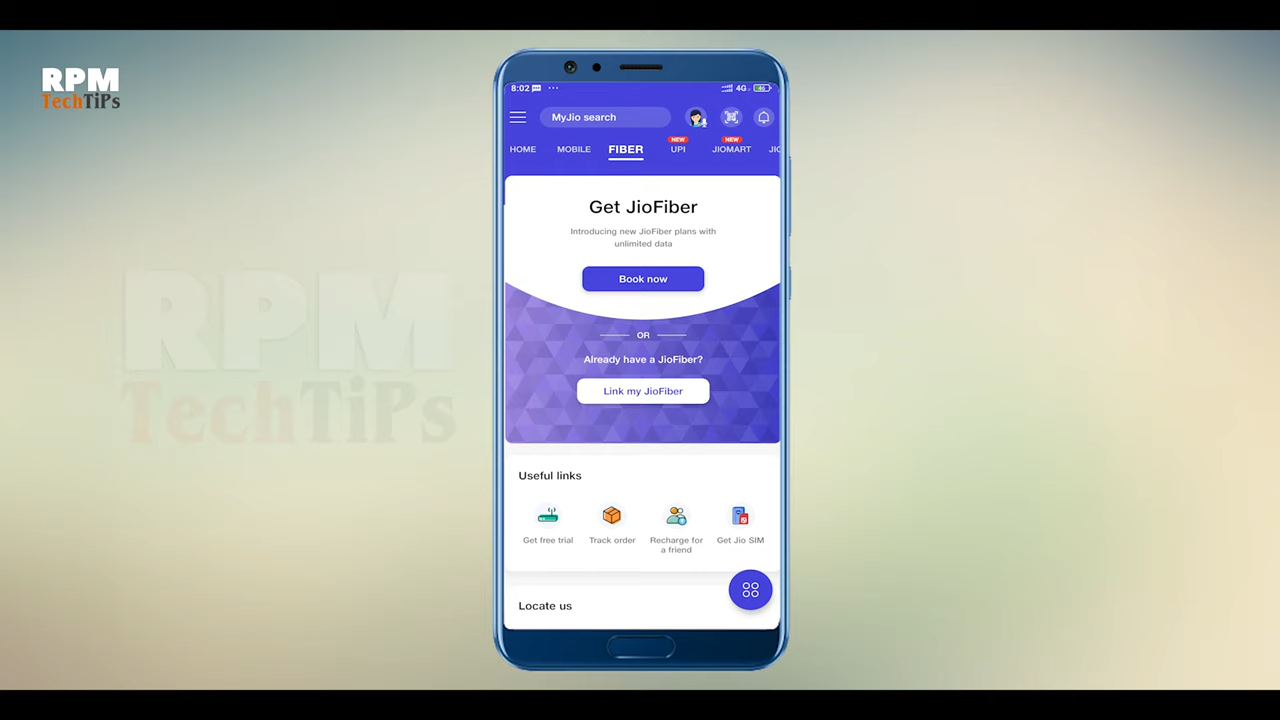 RPM
TechTiPs
8:02
4G
46
MyJio search
HOME MOBILE FIBER NEW UPI NEW JIOMART JIO
Get JioFiber
Introducing new JioFiber plans with
unlimited data
Book now
OR
Already have a JioFiber?
Link my JioFiber
RPM
TechTiPs
Useful links
Get free trial Track order Recharge for Get Jio SIM
a friend
Locate us